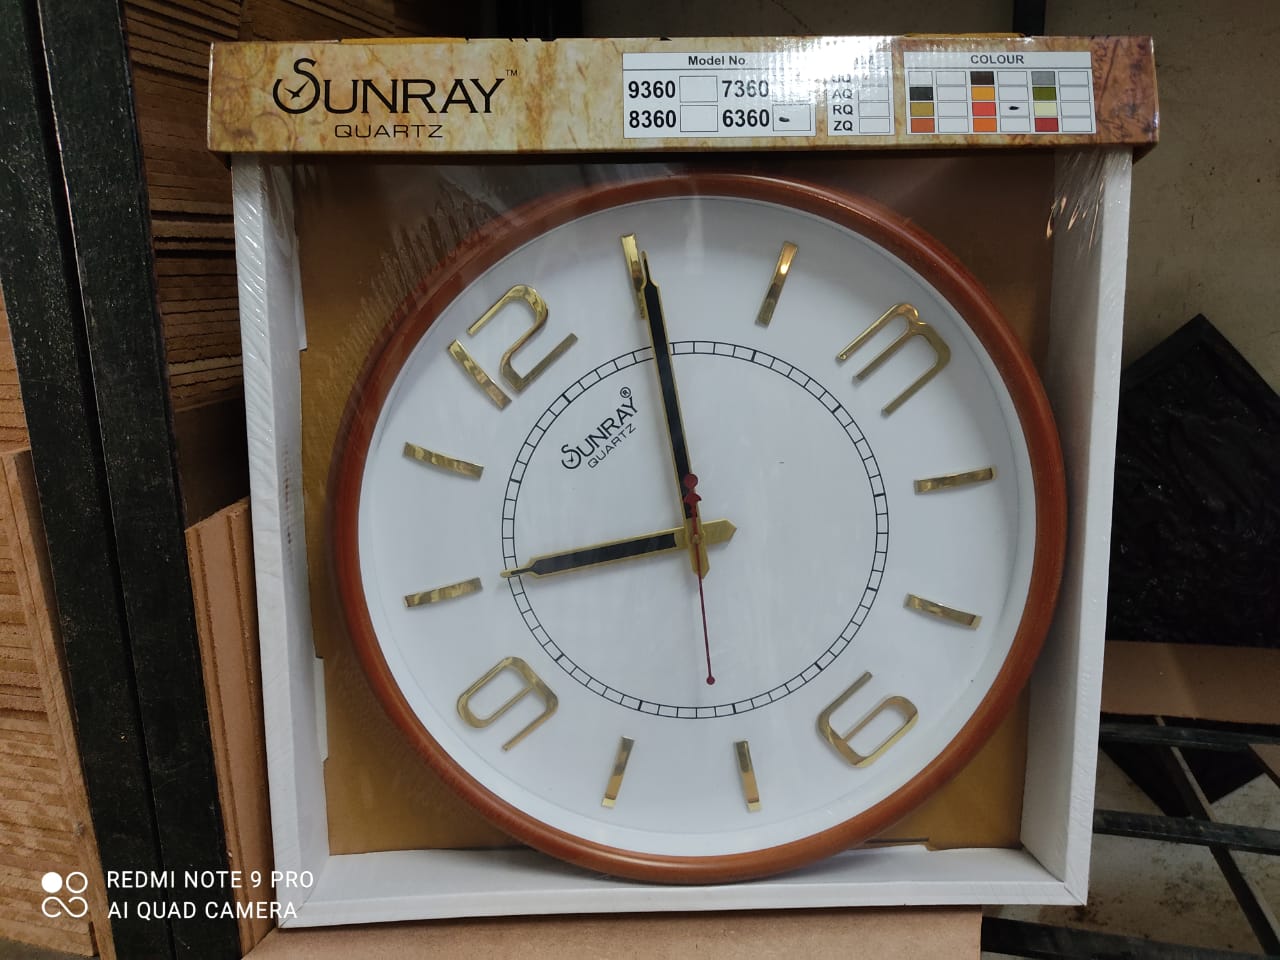 SUNRAY™
QUARTZ
Model No
9360 7360
8360 6360
AQ
RQ
ZQ
COLOUR
12
3
SUNRAY®
QUARTZ
9
6
REDMI NOTE 9 PRO
AI QUAD CAMERA